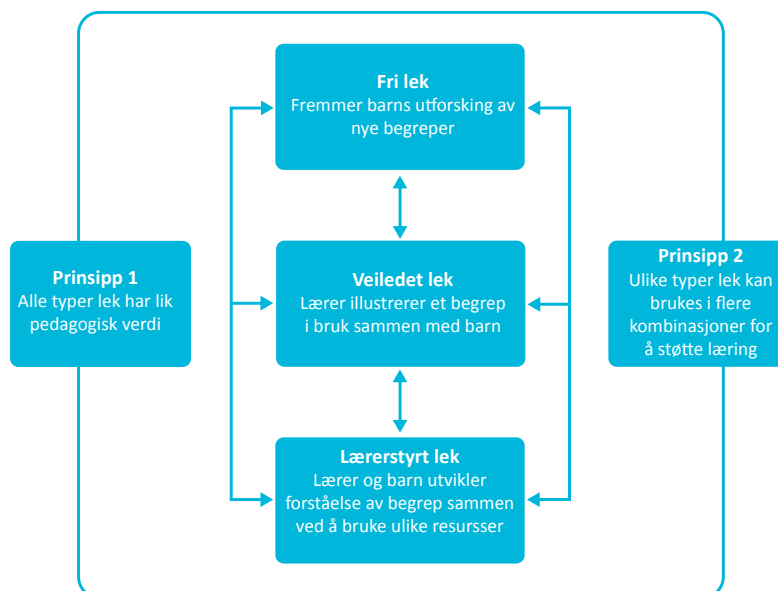 Fri lek
Fremmer barns utforsking av
nye begreper
Prinsipp 1
Alle typer lek har lik
pedagogisk verdi
Veiledet lek
Lærer illustrerer et begrep
i bruk sammen med barn
Prinsipp 2
Ulike typer lek kan
brukes i flere
kombinasjoner for
å støtte læring
Lærerstyrt lek
Lærer og barn utvikler
forståelse av begrep sammen
ved å bruke ulike resursser